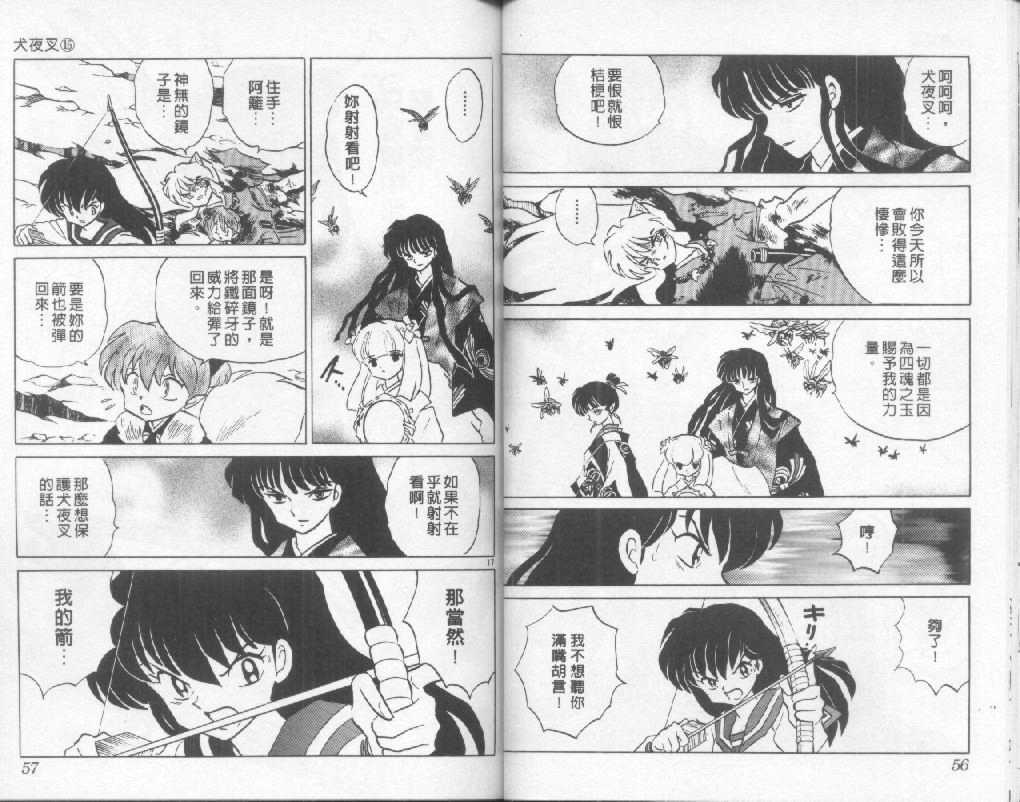 呵呵呵，
犬夜叉…
要恨就恨
桔梗吧！
你今天所以
會敗得這麼
悽慘…
……
一切都是因
為四魂之玉
賜予我的力
量。
哼！
夠了！
キリ
我不想聽你
滿嘴胡言！
56
犬夜叉⑮
……
妳射射看吧！
住手…
阿籬…
神無的鏡
子是…
是呀！就是
那面鏡子，
將鐵碎牙的
威力給彈了
回來。
要是妳的
箭也被彈
回來…
如果不在
乎就射射
看啊！
那麼想保
護犬夜叉
的話…
17
那當然！
我的箭…
57